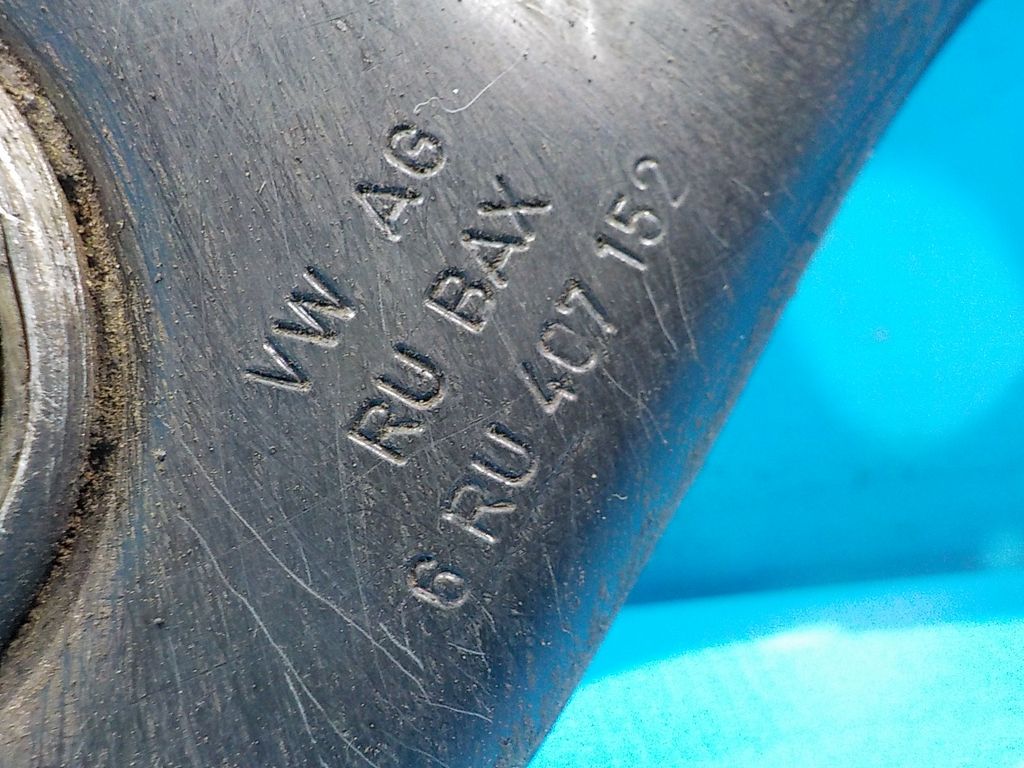 VW AG
RU BAX
6 RU 407 152